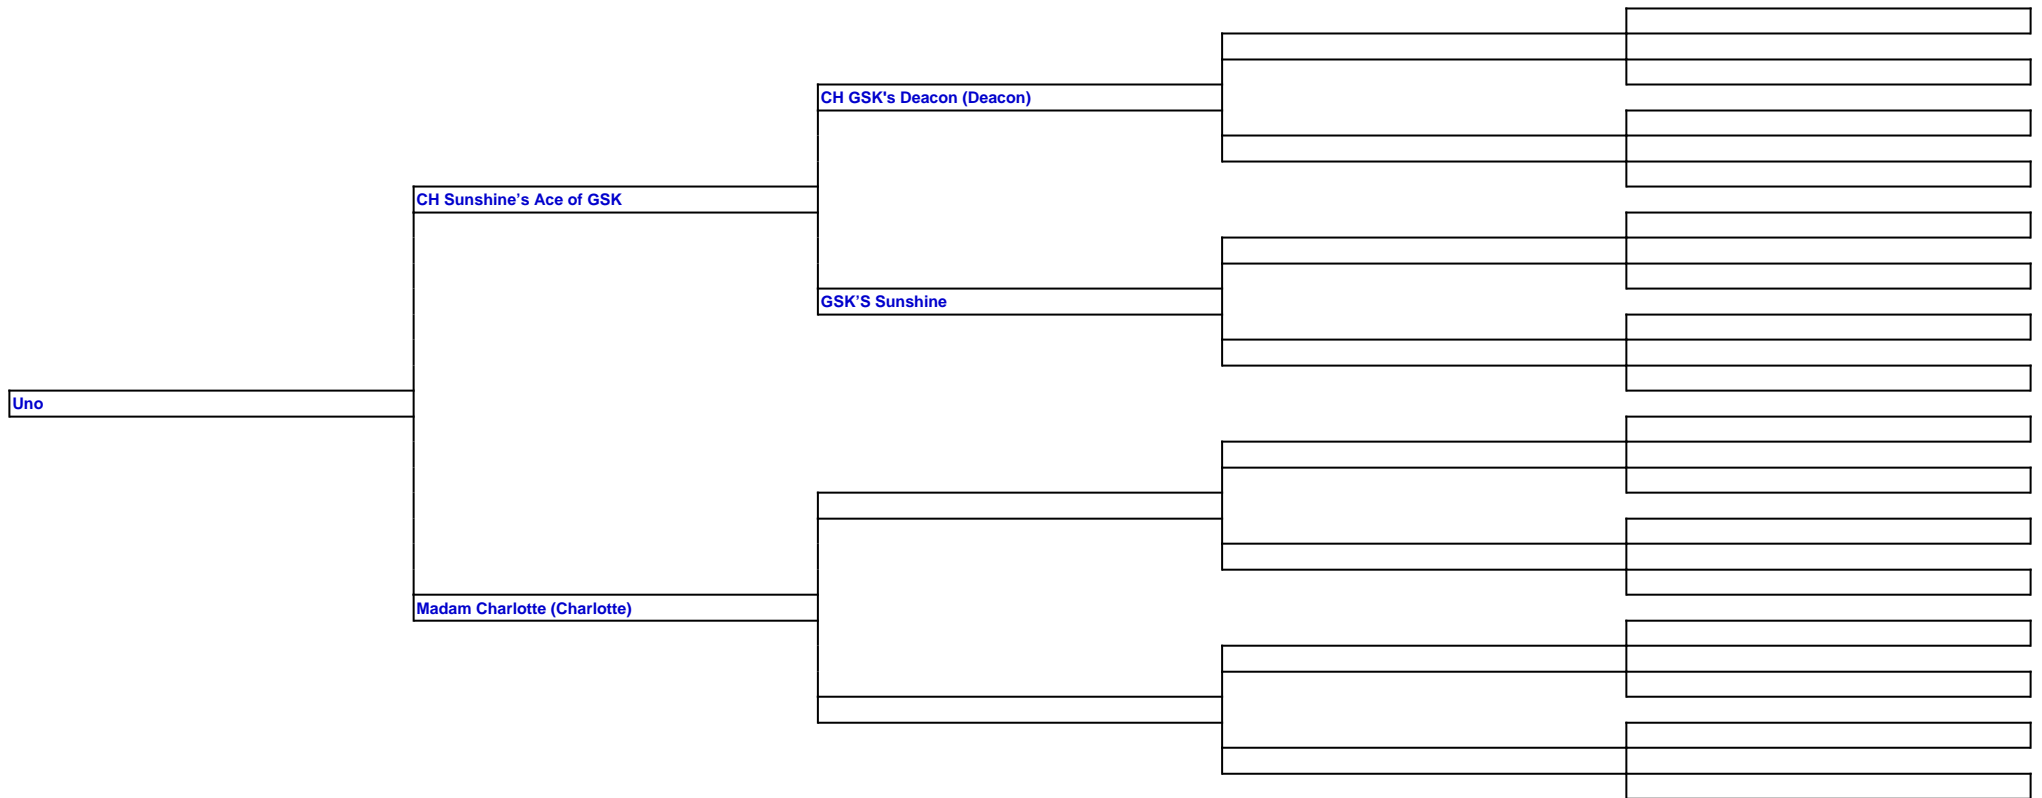 CH GSK's Deacon (Deacon)
CH Sunshine’s Ace of GSK
GSK’S Sunshine
Uno
Madam Charlotte (Charlotte)